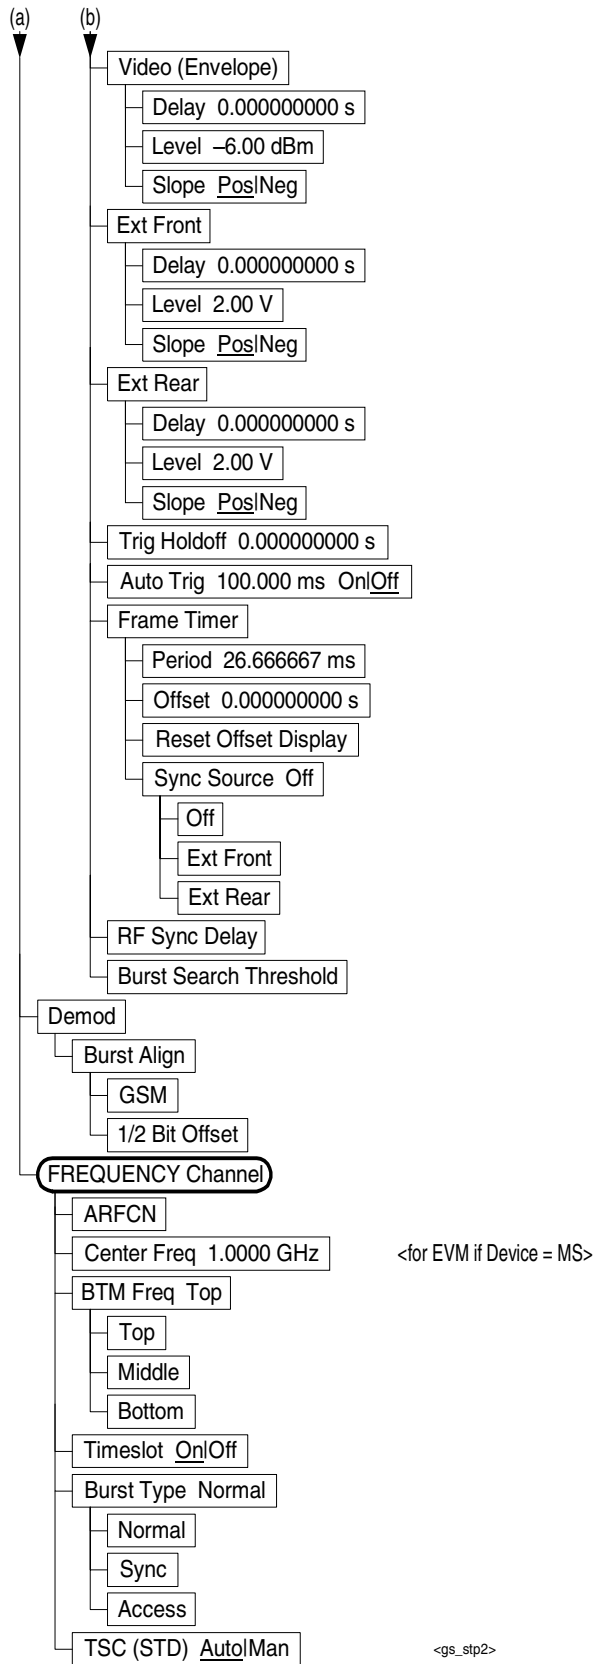 (a) (b)
Video (Envelope)
Delay 0.000000000 s
Level –6.00 dBm
Slope Pos|Neg
Ext Front
Delay 0.000000000 s
Level 2.00 V
Slope Pos|Neg
Ext Rear
Delay 0.000000000 s
Level 2.00 V
Slope Pos|Neg
Trig Holdoff 0.000000000 s
Auto Trig 100.000 ms On|Off
Frame Timer
Period 26.666667 ms
Offset 0.000000000 s
Reset Offset Display
Sync Source Off
Off
Ext Front
Ext Rear
RF Sync Delay
Burst Search Threshold
Demod
Burst Align
GSM
1/2 Bit Offset
FREQUENCY Channel
ARFCN
Center Freq 1.0000 GHz <for EVM if Device = MS>
BTM Freq Top
Top
Middle
Bottom
Timeslot On|Off
Burst Type Normal
Normal
Sync
Access
TSC (STD) Auto|Man <gs_stp2>